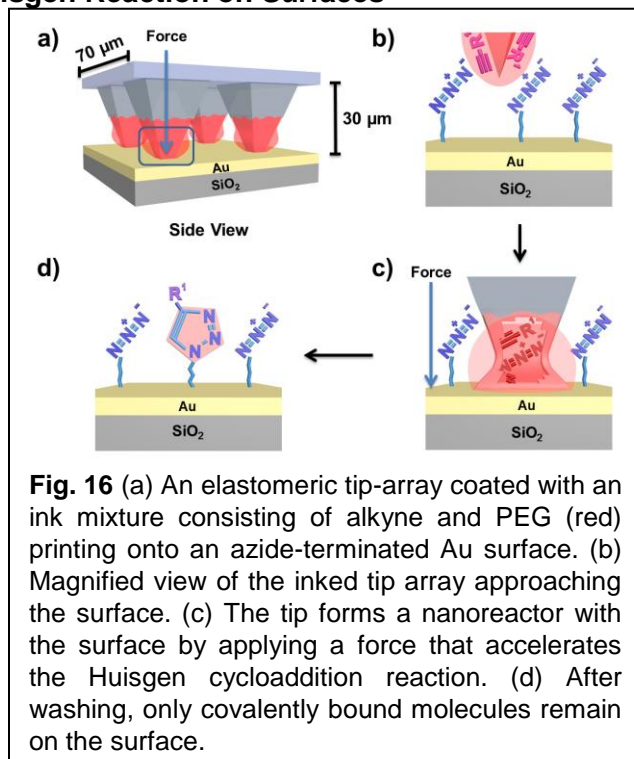 isgen Reaction on Surfaces
a)
70 µm
Force
30 µm
Au
SiO₂
Side View
b)
R¹
N=N=N
+
-
N=N=N
+
-
N=N=N
+
-
Au
SiO₂
d)
R¹
N=N=N
+
-
N
N
N
N=N=N
+
-
Au
SiO₂
c)
Force
N=N=N
+
-
R¹
N=N=N
N=N=N
+
-
Au
SiO₂
Fig. 16 (a) An elastomeric tip-array coated with an
ink mixture consisting of alkyne and PEG (red)
printing onto an azide-terminated Au surface. (b)
Magnified view of the inked tip array approaching
the surface. (c) The tip forms a nanoreactor with
the surface by applying a force that accelerates
the Huisgen cycloaddition reaction. (d) After
washing, only covalently bound molecules remain
on the surface.